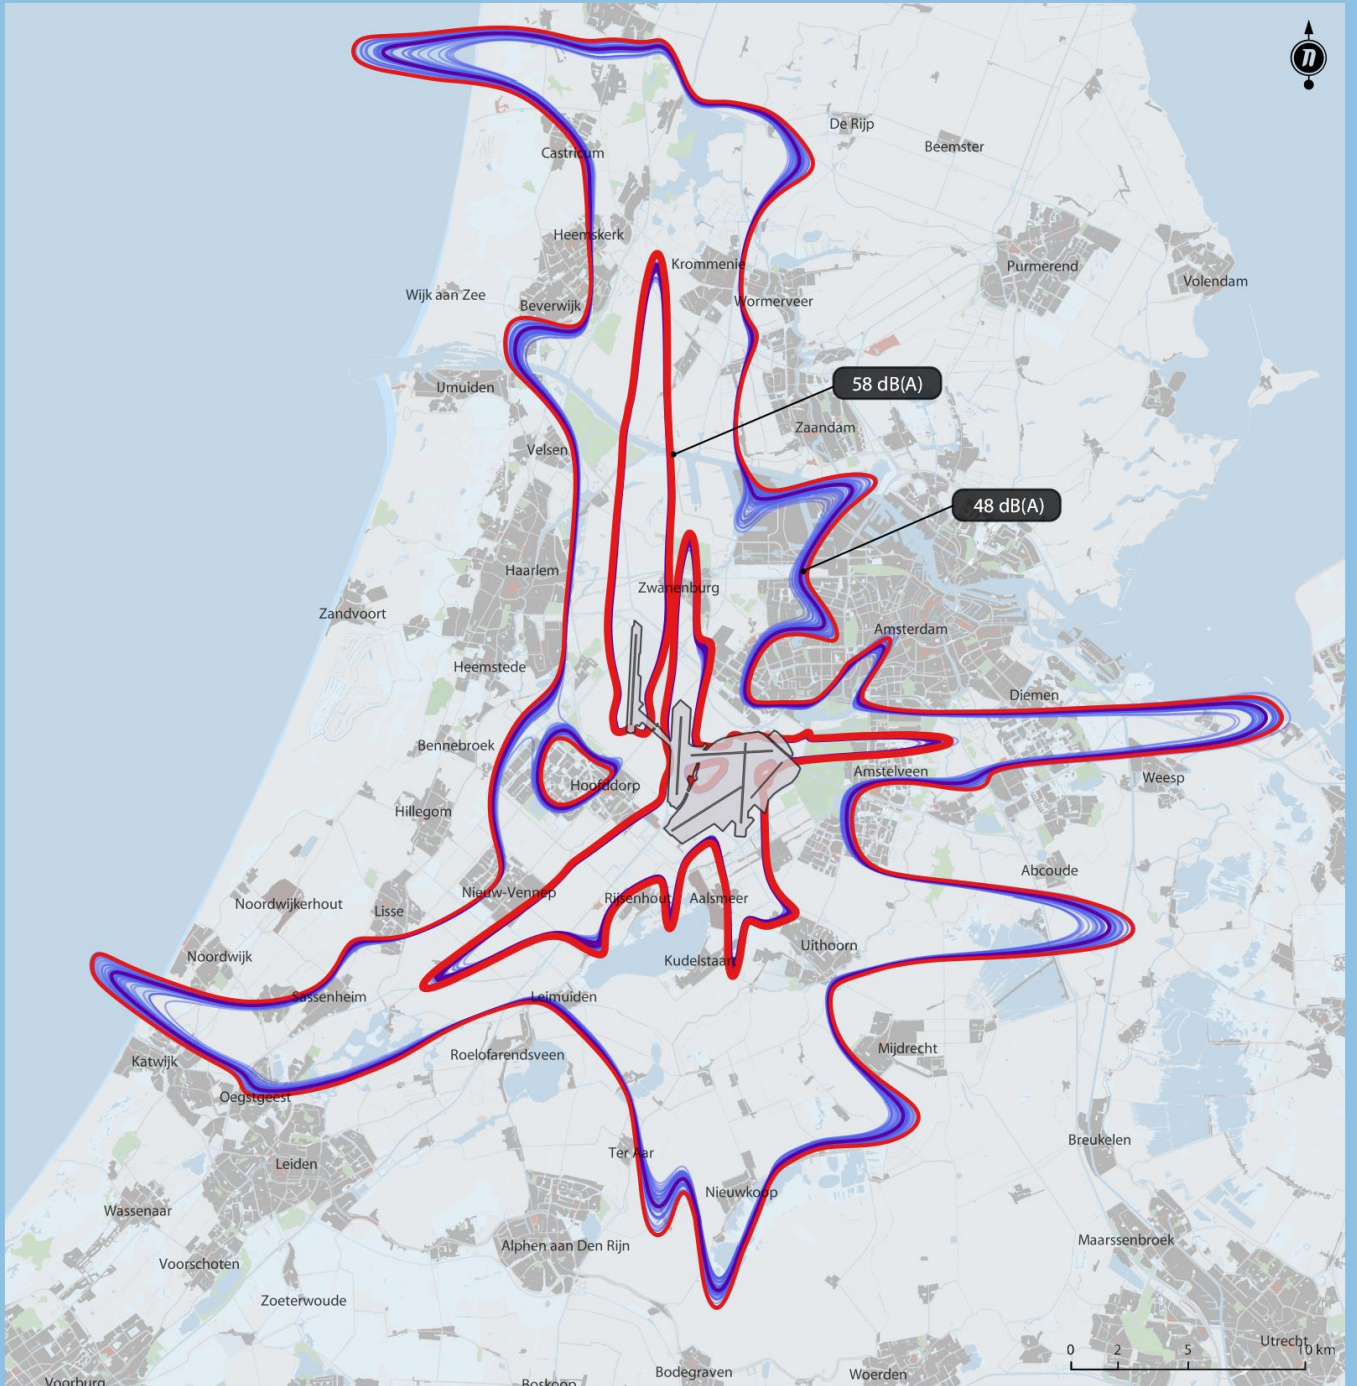 n
De Rijp
Beemster
Castricum
Heemskerk
Krommenie
Purmerend
Volendam
Wijk aan Zee
Beverwijk
Wormerveer
IJmuiden
58 dB(A)
Zaandam
Velsen
48 dB(A)
Haarlem
Zwanenburg
Zandvoort
Amsterdam
Heemstede
Diemen
Bennebroek
Amstelveen
Weesp
Hoofddorp
Hillegom
Abcoude
Nieuw-Vennep
Rijsenhout
Aalsmeer
Noordwijkerhout
Lisse
Uithoorn
Noordwijk
Kudelstaart
Sassenheim
Leimuiden
Mijdrecht
Roelofarendsveen
Katwijk
Oegstgeest
Breukelen
Ter Aar
Leiden
Nieuwkoop
Wassenaar
Maarssenbroek
Alphen aan Den Rijn
Voorschoten
Zoeterwoude
Utrecht
0 2 5 10 km
Bodegraven
Woerden
Voorburg
Boskoop